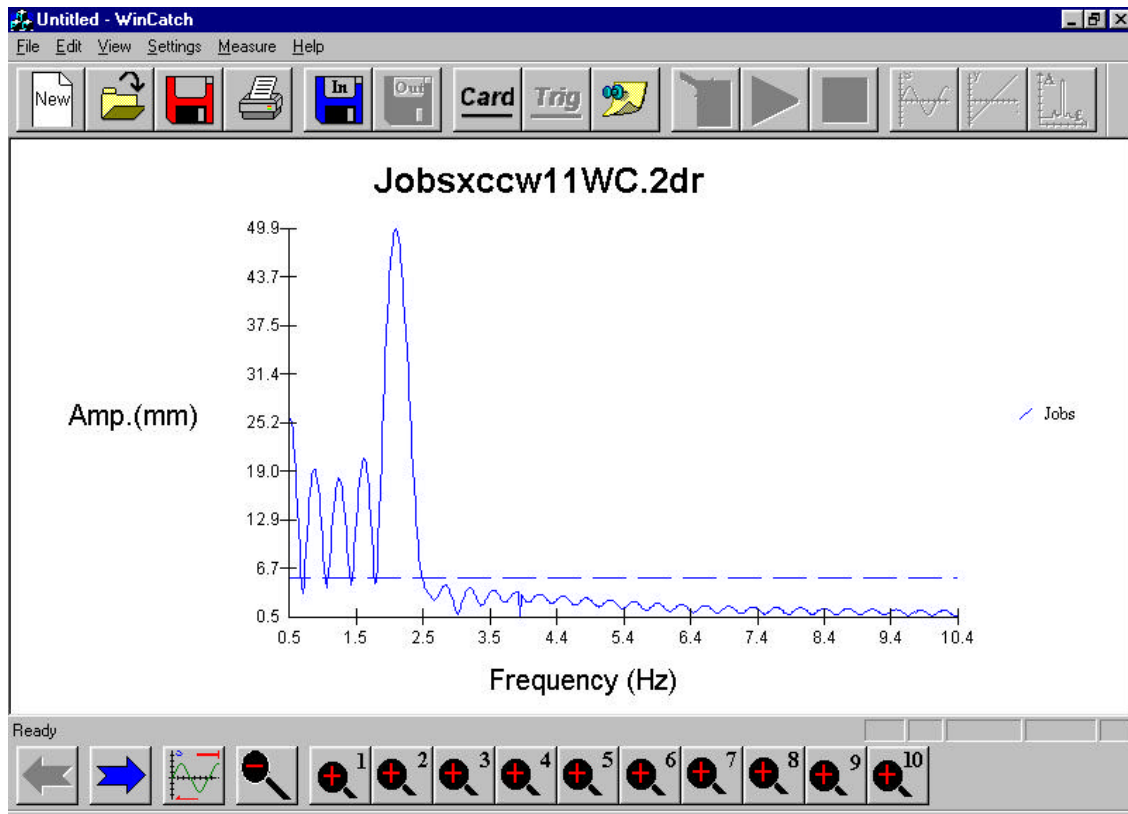 Untitled - WinCatch
File Edit View Settings Measure Help
New In Out Card Trig S y A f
Jobsxccw11WC.2dr
49.9
43.7
37.5
31.4
Amp.(mm)
25.2
Jobs
19.0
12.9
6.7
0.5
0.5 1.5 2.5 3.5 4.4 5.4 6.4 7.4 8.4 9.4 10.4
Frequency (Hz)
Ready
1 2 3 4 5 6 7 8 9 10